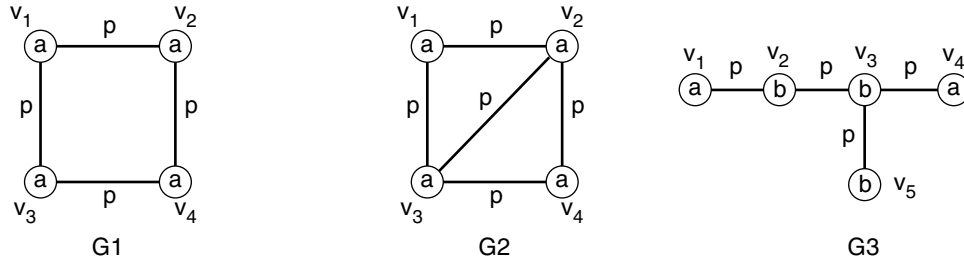 v1 p v2
a a
p p
a p a
v3 v4
G1
v1 p v2
a a
p p p
a p a
v3 v4
G2
v1 p v2 p v3 p v4
a b b a
p
b v5
G3